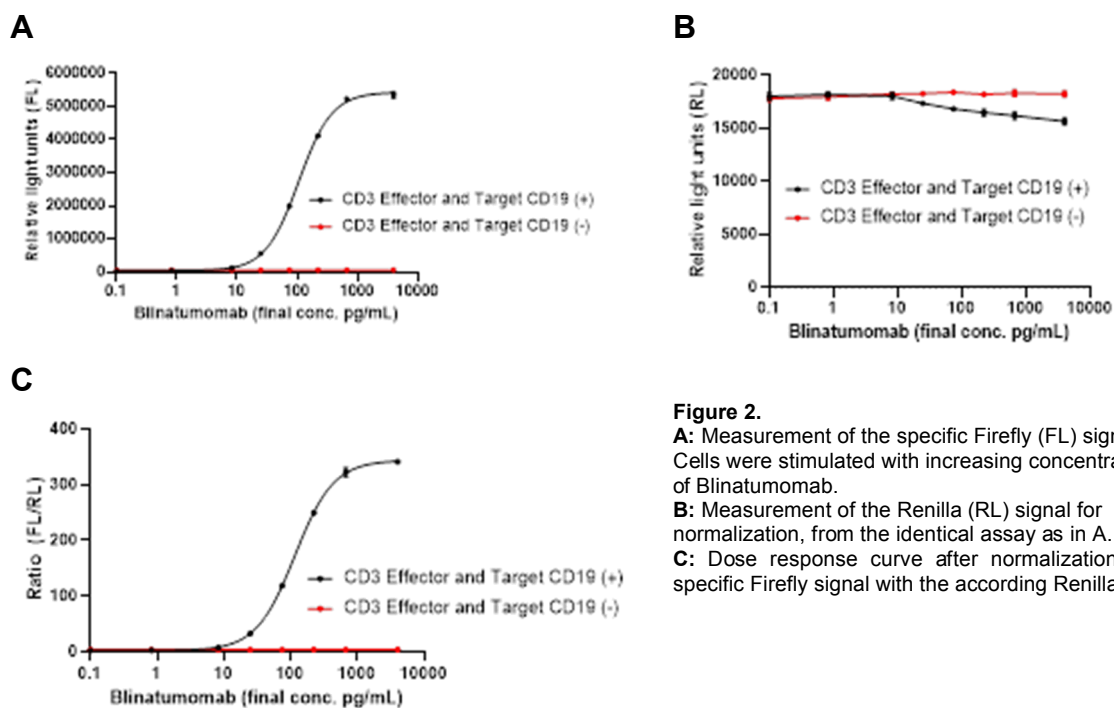 A
6000000
5000000
4000000
3000000
2000000
1000000
0
Relative light units (FL)
CD3 Effector and Target CD19 (+)
CD3 Effector and Target CD19 (-)
0.1 1 10 100 1000 10000
Blinatumomab (final conc. pg/mL)
B
20000
15000
10000
5000
0
Relative light units (RL)
CD3 Effector and Target CD19 (+)
CD3 Effector and Target CD19 (-)
0.1 1 10 100 1000 10000
Blinatumomab (final conc. pg/mL)
C
400
300
200
100
0
Ratio (FL/RL)
CD3 Effector and Target CD19 (+)
CD3 Effector and Target CD19 (-)
0.1 1 10 100 1000 10000
Blinatumomab (final conc. pg/mL)
Figure 2.
A: Measurement of the specific Firefly (FL) sign
Cells were stimulated with increasing concentra
of Blinatumomab.
B: Measurement of the Renilla (RL) signal for
normalization, from the identical assay as in A.
C: Dose response curve after normalization
specific Firefly signal with the according Renilla